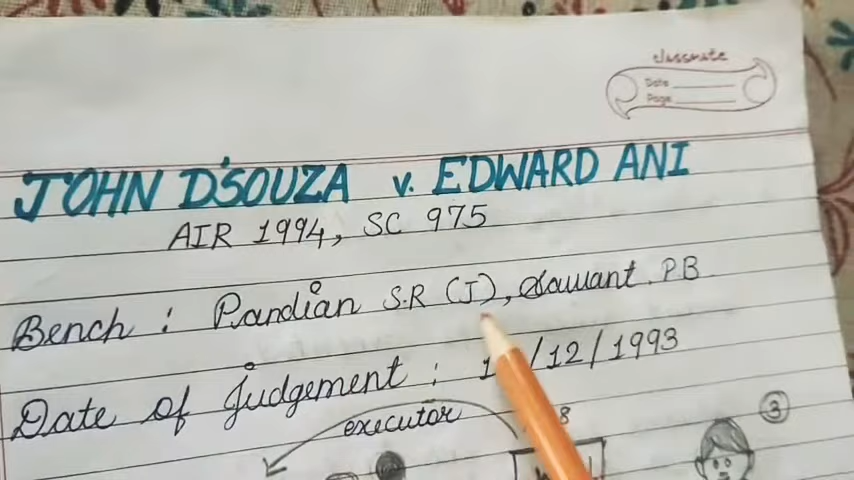 classmate
Date
Page
JOHN D'SOUZA v. EDWARD ANI
AIR 1994, SC 975
Bench : Pandian S.R (J), Sawant. P.B
Date of Judgement : /12/1993
executor
8
3